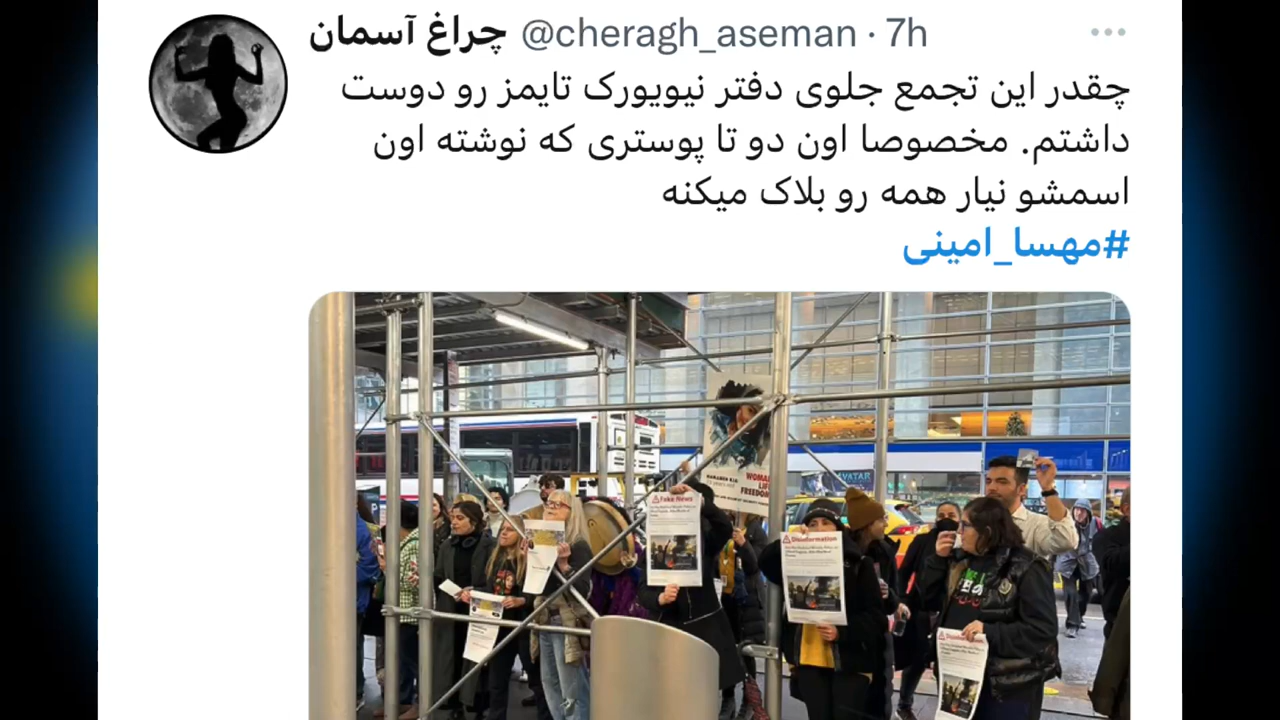 چراغ آسمان @cheragh_aseman · 7h
چقدر این تجمع جلوی دفتر نیویورک تایمز رو دوست
داشتم. مخصوصا اون دو تا پوستری که نوشته اون
اسمشو نیار همه رو بلاک میکنه
#مهسا_امینی
WOMAN
LIFE
FREEDOM
Fake News
Disinformation
AVATAR